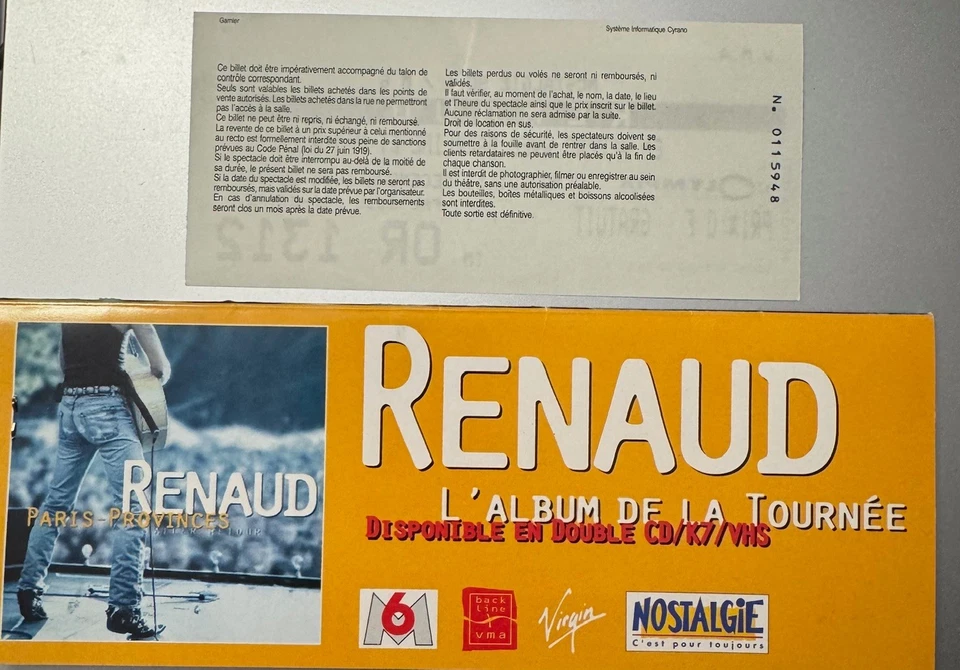 Garnier
Système Informatique Cyrano
Ce billet doit être impérativement accompagné du talon de
contrôle correspondant.
Seuls sont valables les billets achetés dans les points de
vente autorisés. Les billets achetés dans la rue ne permettront
pas l'accès à la salle.
Ce billet ne peut être ni repris, ni échangé, ni remboursé.
La revente de ce billet à un prix supérieur à celui mentionné
au recto est formellement interdite sous peine de sanctions
prévues au Code Pénal (loi du 27 juin 1919).
Si le spectacle doit être interrompu au-delà de la moitié de
sa durée, le présent billet ne sera pas remboursé.
Si la date du spectacle est modifiée, les billets ne seront pas
remboursés, mais validés sur la date prévue par l'organisateur.
En cas d'annulation du spectacle, les remboursements
seront clos un mois après la date prévue.
Les billets perdus ou volés ne seront ni remboursés, ni
validés.
Il faut vérifier, au moment de l'achat, le nom, la date, le lieu
et l'heure du spectacle ainsi que le prix inscrit sur le billet.
Aucune réclamation ne sera admise par la suite.
Droit de location en sus.
Pour des raisons de sécurité, les spectateurs doivent se
soumettre à la fouille avant de rentrer dans la salle. Les
clients retardataires ne peuvent être placés qu'à la fin de
chaque chanson.
Il est interdit de photographier, filmer ou enregistrer au sein
du théâtre, sans une autorisation préalable.
Les bouteilles, boîtes métalliques et boissons alcoolisées
sont interdites.
Toute sortie est définitive.
N° 0115948
OR 1312
RENAUD
PARIS-PROVINCES
RENAUD
L'ALBUM DE LA TOURNÉE
DISPONIBLE EN DOUBLE CD/K7/VHS
M6
back
line
vma
Virgin
NOSTALGIE
C'est pour toujours